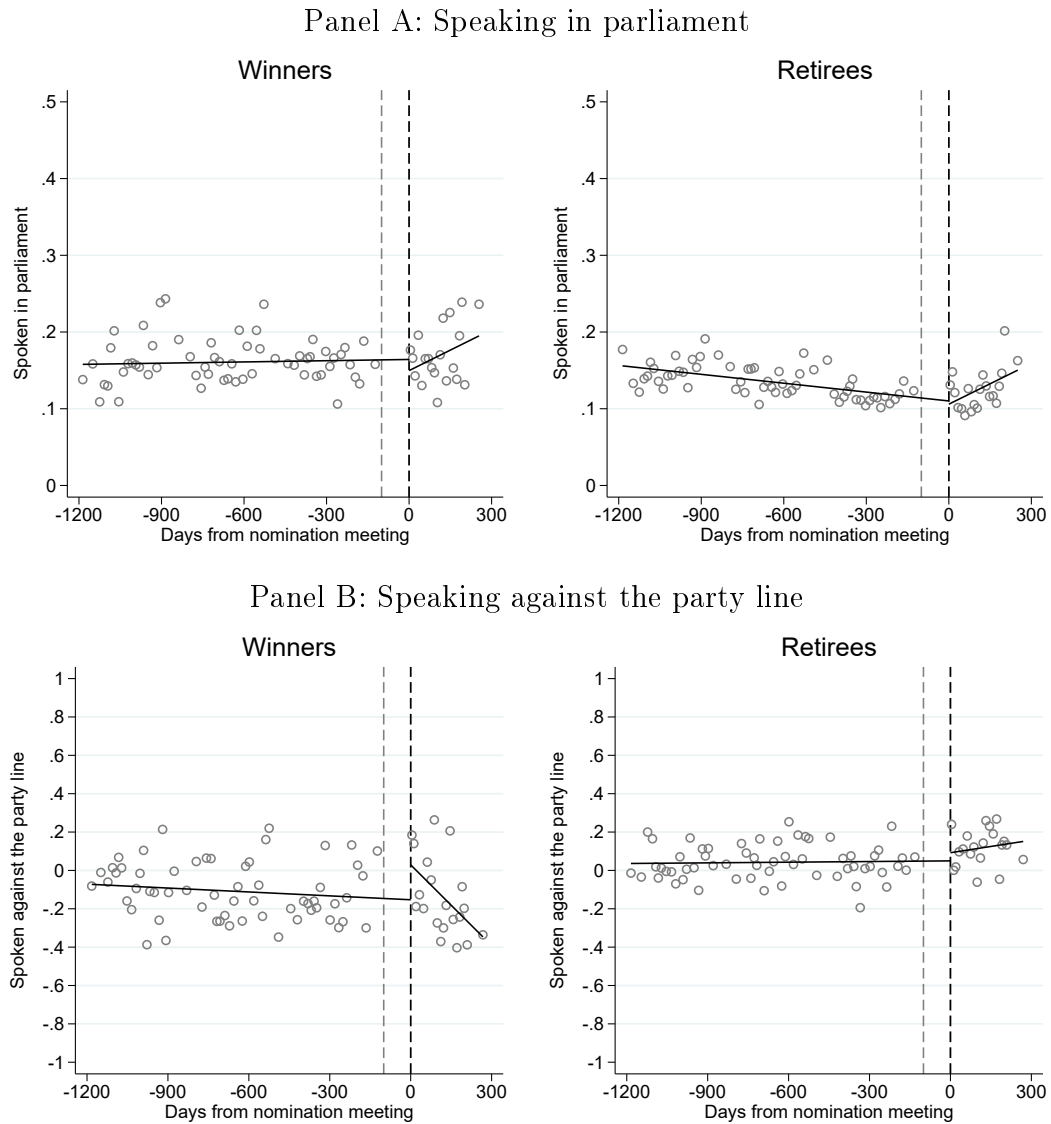 Panel A: Speaking in parliament
Winners
Spoken in parliament
.5
.4
.3
.2
.1
0
-1200 -900 -600 -300 0 300
Days from nomination meeting
Retirees
Spoken in parliament
.5
.4
.3
.2
.1
0
-1200 -900 -600 -300 0 300
Days from nomination meeting
Panel B: Speaking against the party line
Winners
Spoken against the party line
1
.8
.6
.4
.2
0
-.2
-.4
-.6
-.8
-1
-1200 -900 -600 -300 0 300
Days from nomination meeting
Retirees
Spoken against the party line
1
.8
.6
.4
.2
0
-.2
-.4
-.6
-.8
-1
-1200 -900 -600 -300 0 300
Days from nomination meeting